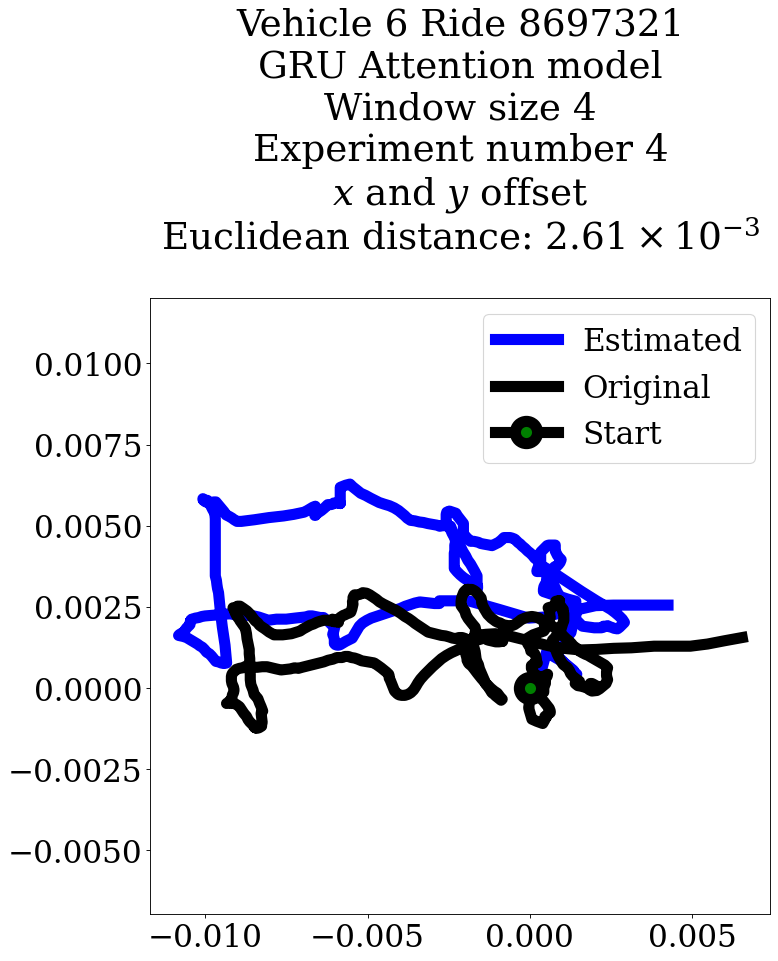 Vehicle 6 Ride 8697321
GRU Attention model
Window size 4
Experiment number 4
x and y offset
Euclidean distance: 2.61 × 10⁻³
Estimated
Original
Start
0.0100
0.0075
0.0050
0.0025
0.0000
−0.0025
−0.0050
−0.010 −0.005 0.000 0.005